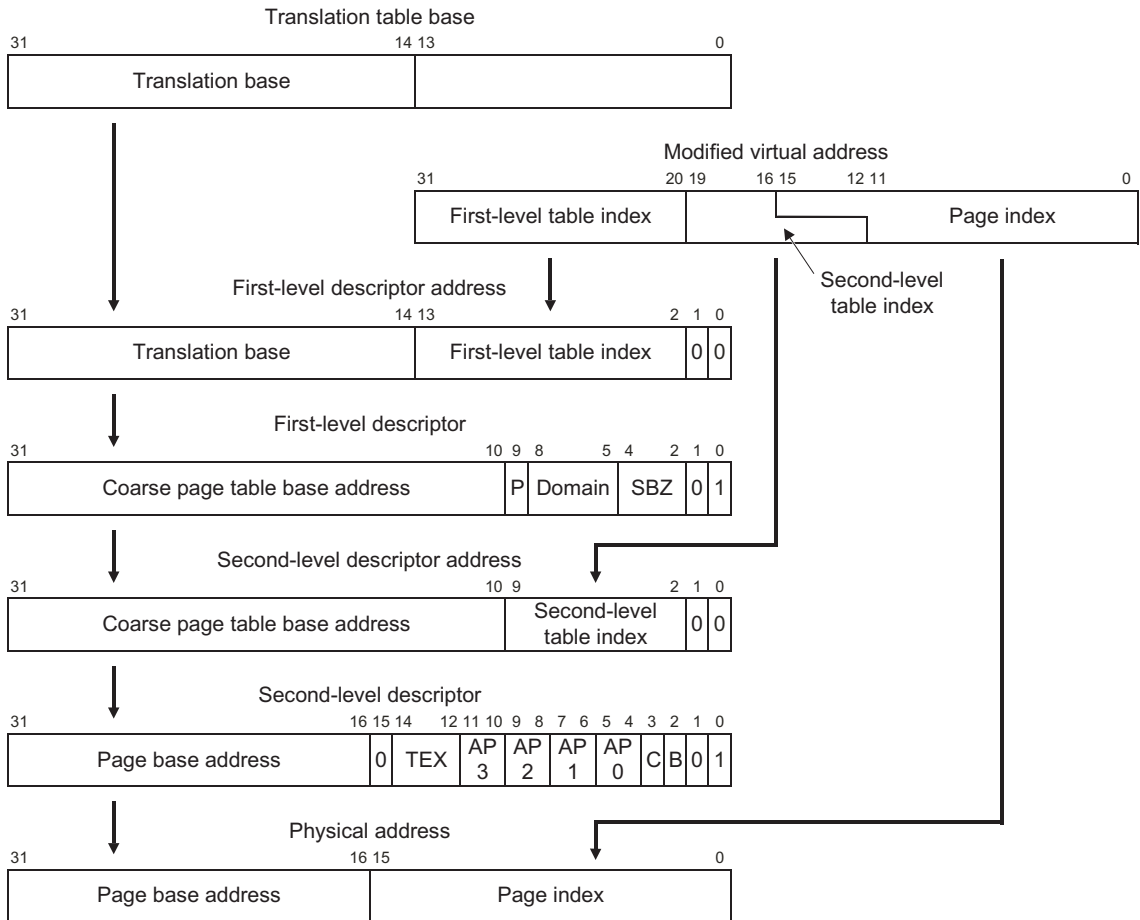 Translation table base
31 14 13 0
Translation base
Modified virtual address
31 20 19 16 15 12 11 0
First-level table index Page index
Second-level
table index
First-level descriptor address
31 14 13 2 1 0
Translation base First-level table index 0 0
First-level descriptor
31 10 9 8 5 4 2 1 0
Coarse page table base address P Domain SBZ 0 1
Second-level descriptor address
31 10 9 2 1 0
Coarse page table base address Second-level
table index 0 0
Second-level descriptor
31 16 15 14 12 11 10 9 8 7 6 5 4 3 2 1 0
Page base address 0 TEX AP
3 AP
2 AP
1 AP
0 C B 0 1
Physical address
31 16 15 0
Page base address Page index